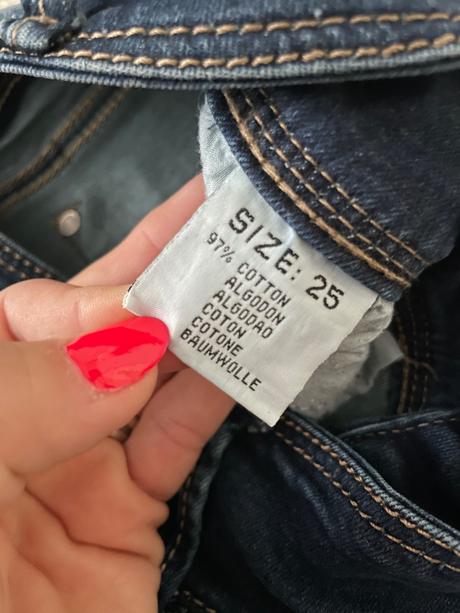 SIZE: 25
97% COTTON
ALGODON
ALGODAO
COTON
COTONE
BAUMWOLLE